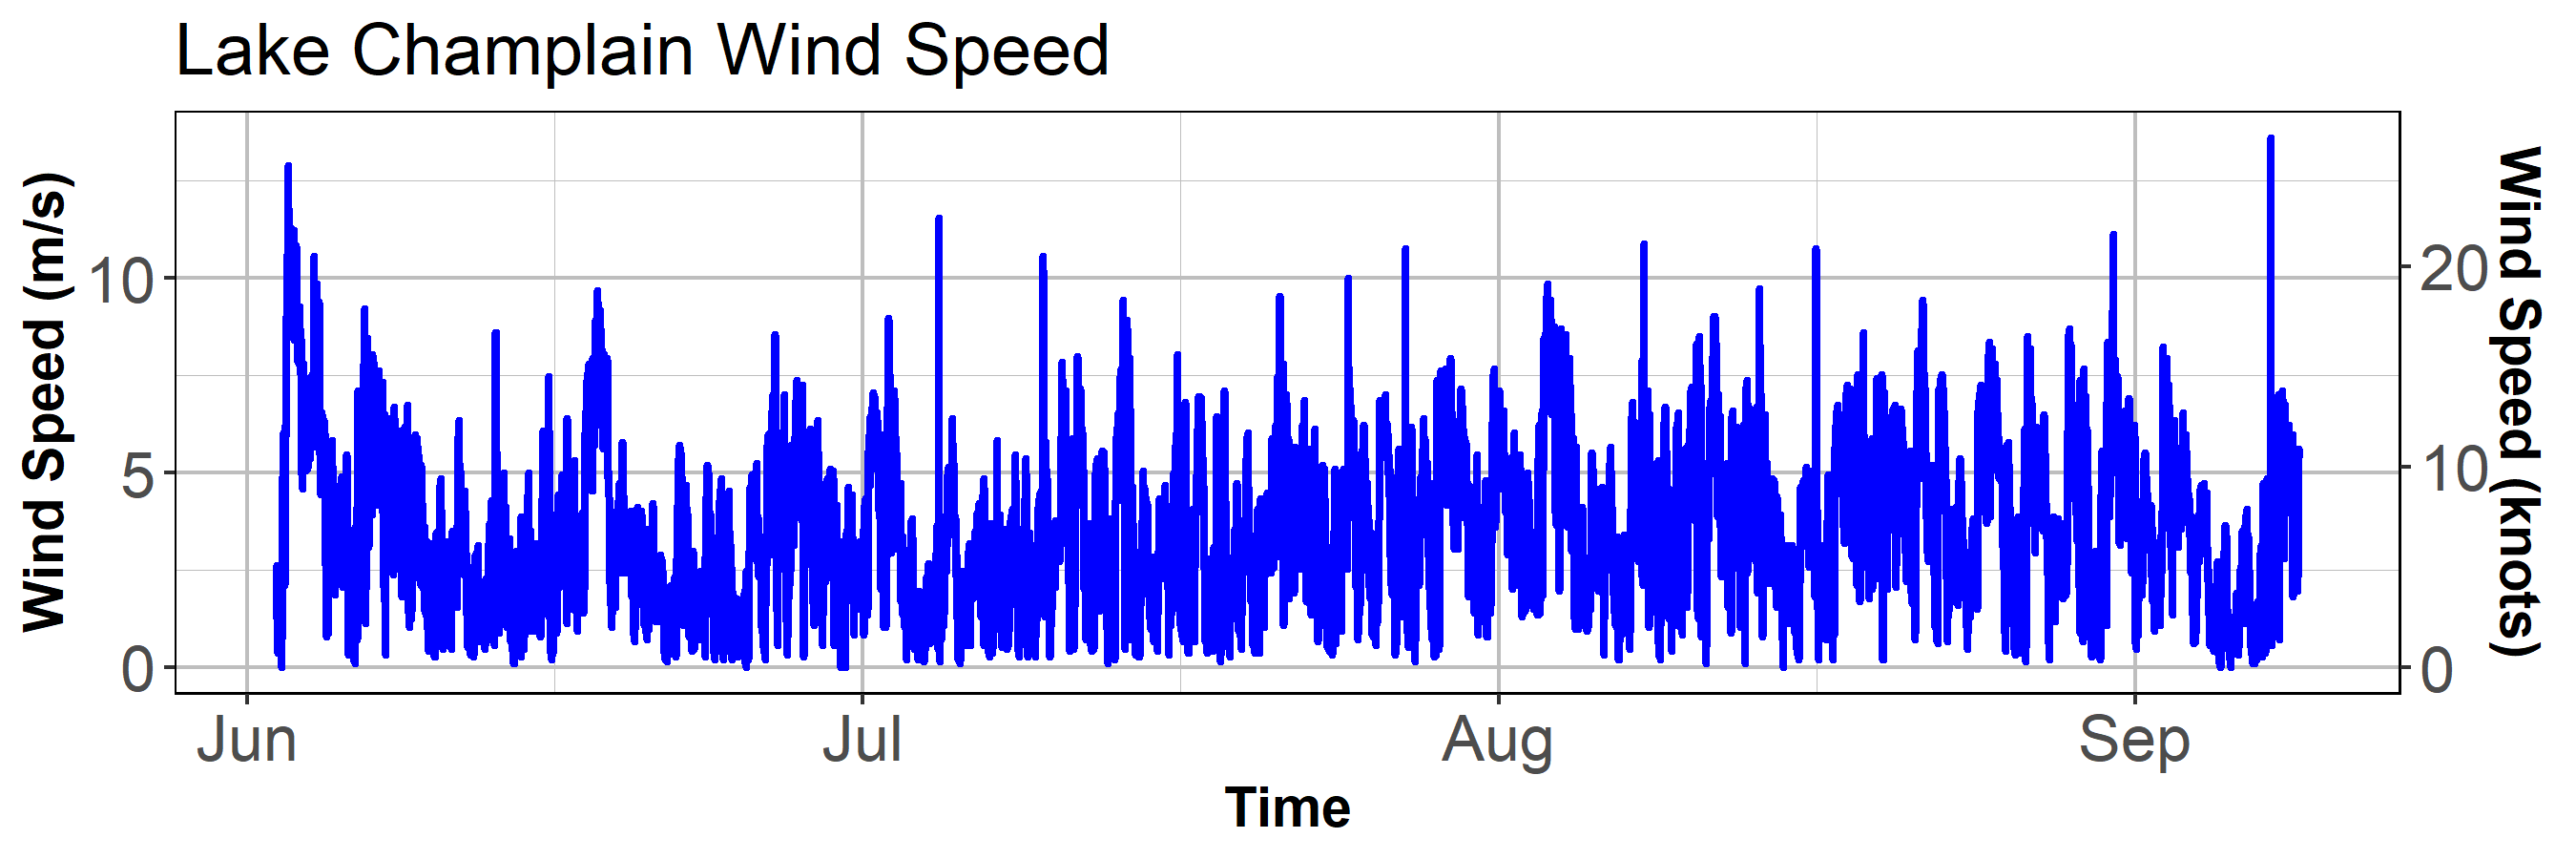 Lake Champlain Wind Speed
Wind Speed (m/s)
10
5
0
20
10
0
Wind Speed (knots)
Jun Jul Aug Sep
Time